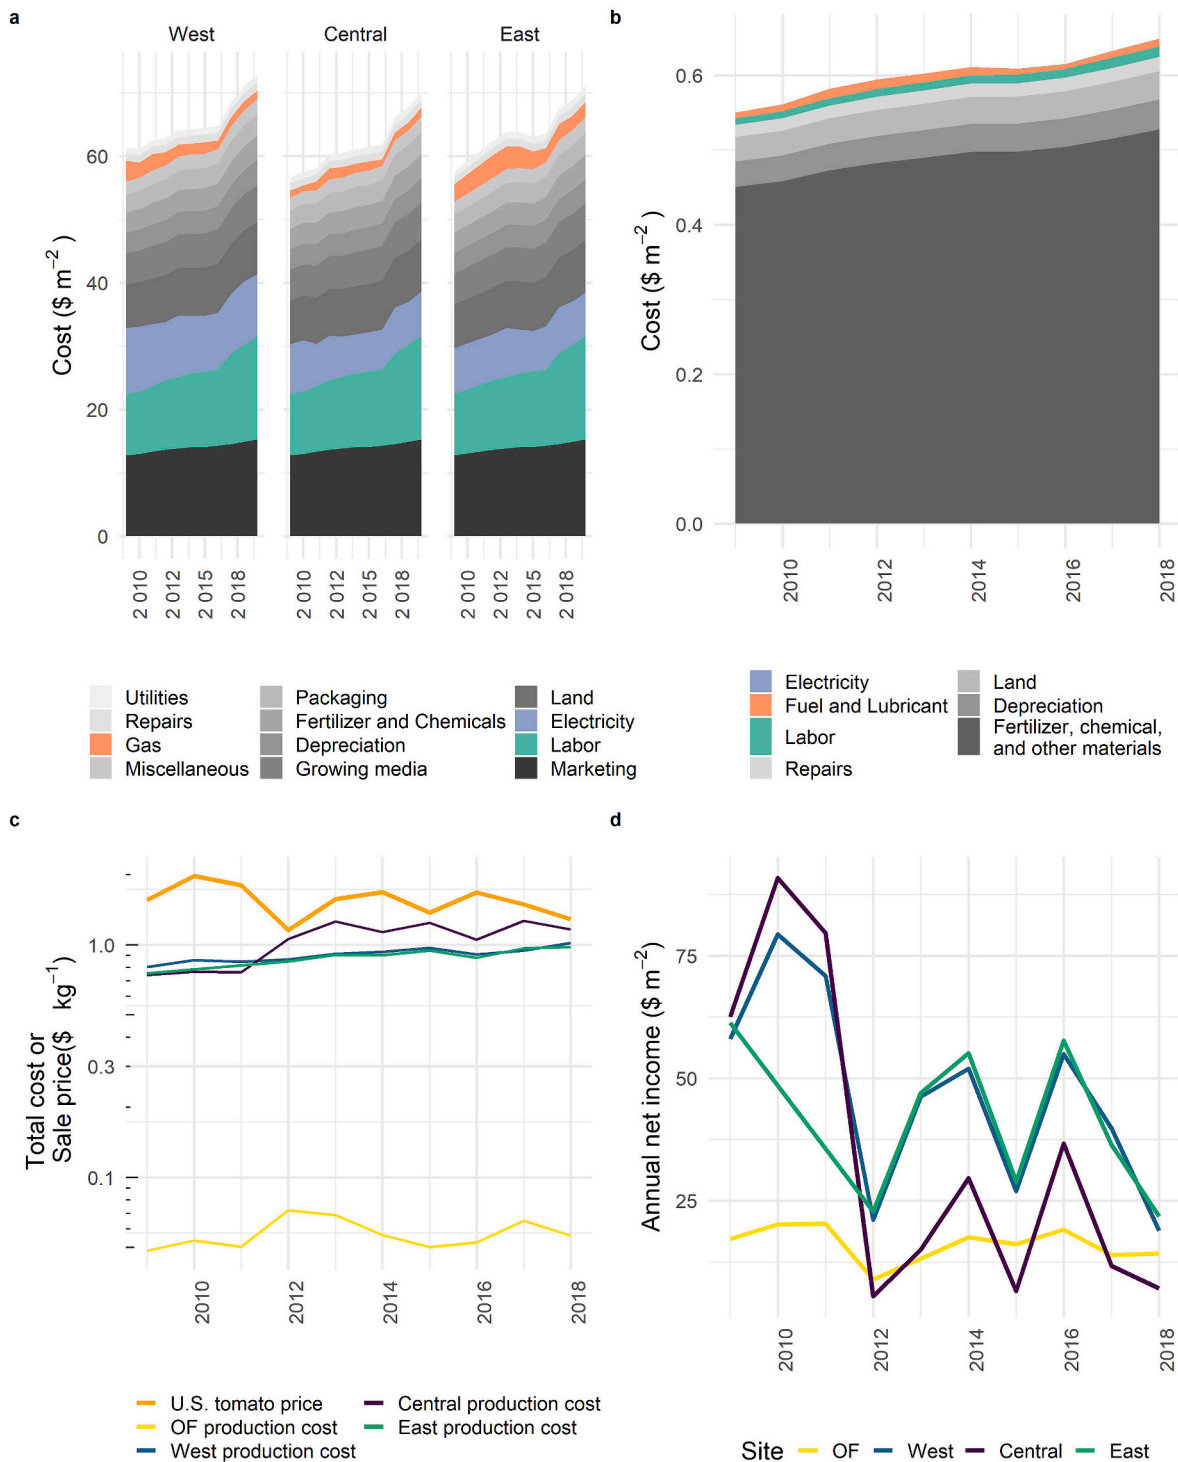 a
West
Central
East
Cost ($ m−2 )
60
40
20
0
2 010
2 012
2 015
2 018
2 010
2 012
2 015
2 018
2 010
2 012
2 015
2 018
Utilities
Repairs
Gas
Miscellaneous
Packaging
Fertilizer and Chemicals
Depreciation
Growing media
Land
Electricity
Labor
Marketing
b
Cost ($ m−2 )
0.6
0.4
0.2
0.0
2010
2012
2014
2016
2018
Electricity
Fuel and Lubricant
Labor
Repairs
Land
Depreciation
Fertilizer, chemical,
and other materials
c
Total cost or
Sale price($ kg−1)
1.0
0.3
0.1
2010
2012
2014
2016
2018
U.S. tomato price
OF production cost
West production cost
Central production cost
East production cost
d
Annual net income ($ m−2)
75
50
25
2010
2012
2014
2016
2018
Site OF West Central East